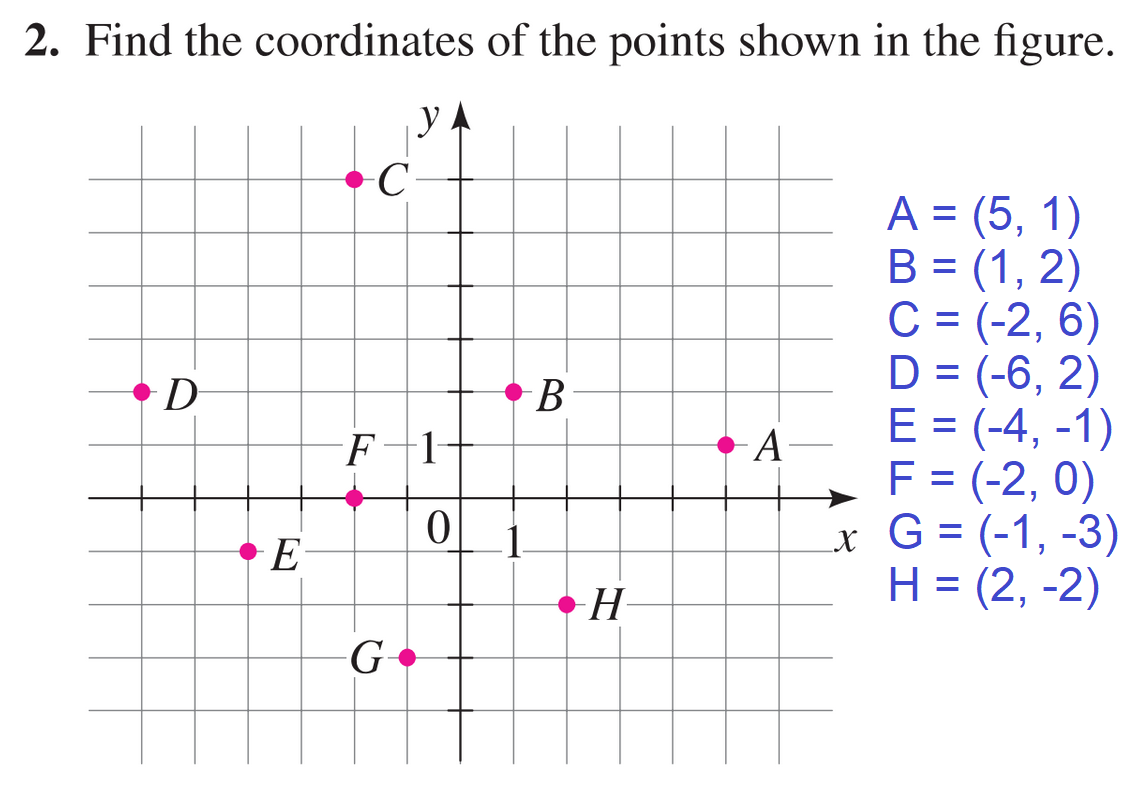 2. Find the coordinates of the points shown in the figure.
y
C
D
B
F
1
A
0
1
x
E
H
G
A = (5, 1)
B = (1, 2)
C = (-2, 6)
D = (-6, 2)
E = (-4, -1)
F = (-2, 0)
G = (-1, -3)
H = (2, -2)